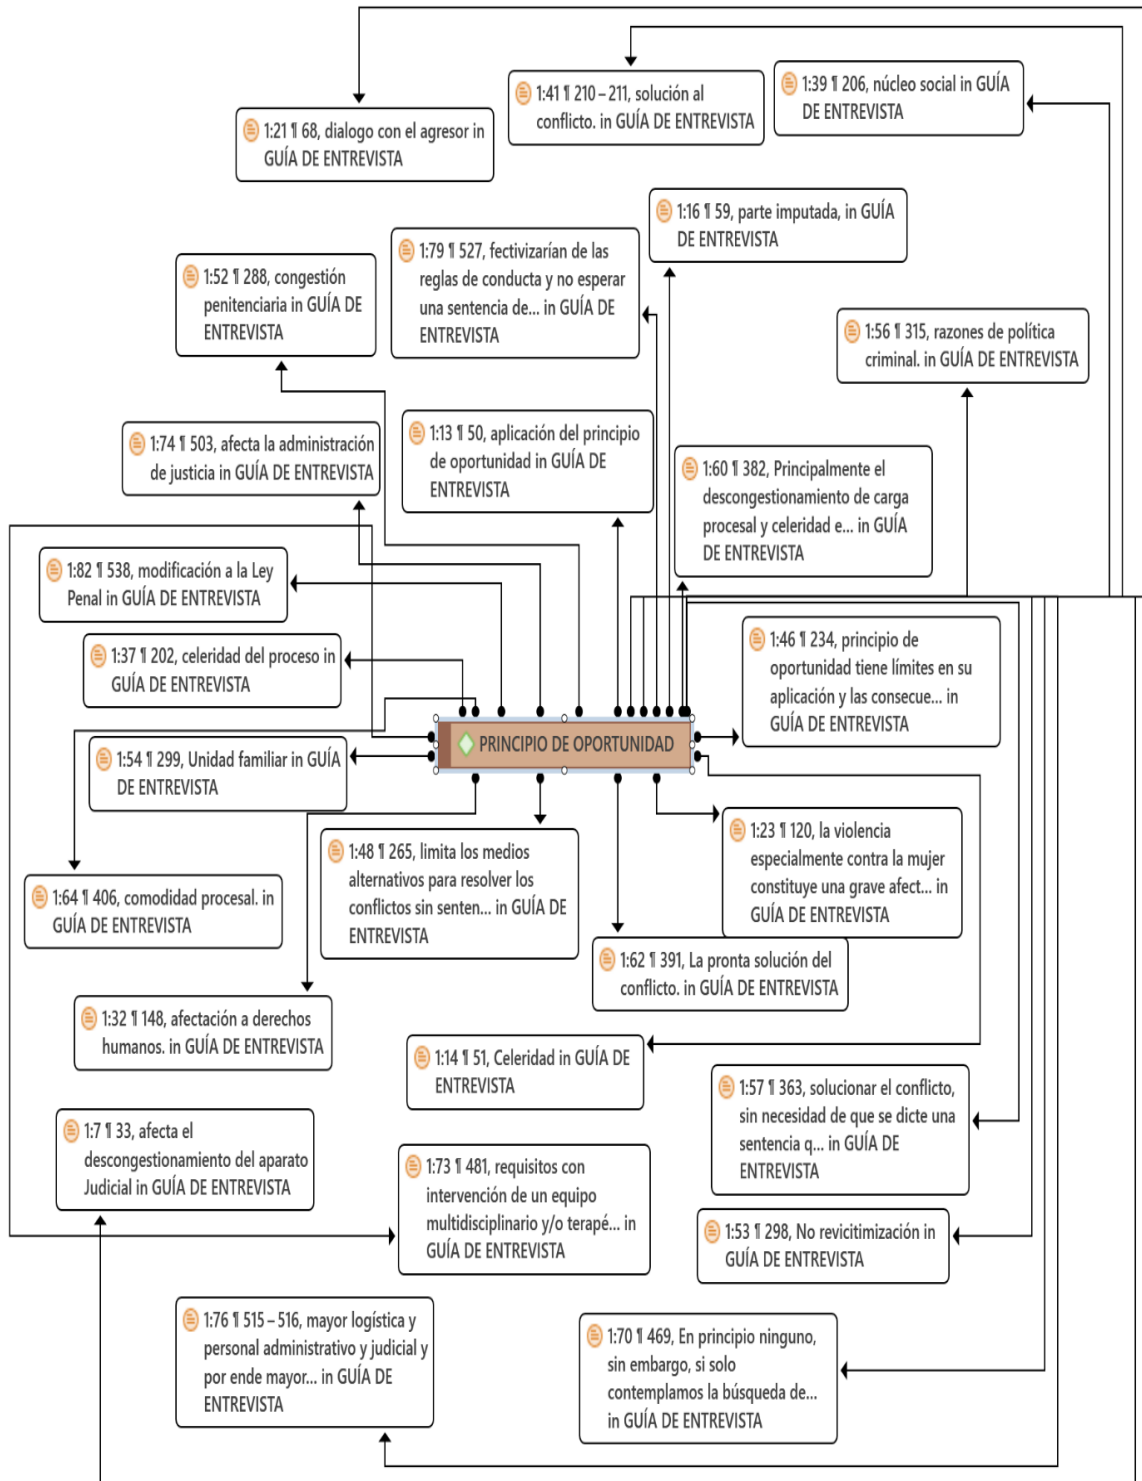 1:41 ¶ 210 – 211, solución al
conflicto. in GUÍA DE ENTREVISTA
1:39 ¶ 206, núcleo social in GUÍA
DE ENTREVISTA
1:21 ¶ 68, dialogo con el agresor in
GUÍA DE ENTREVISTA
1:16 ¶ 59, parte imputada, in GUÍA
DE ENTREVISTA
1:79 ¶ 527, fectivizarían de las
reglas de conducta y no esperar
una sentencia de... in GUÍA DE
ENTREVISTA
1:52 ¶ 288, congestión
penitenciaria in GUÍA DE
ENTREVISTA
1:56 ¶ 315, razones de política
criminal. in GUÍA DE ENTREVISTA
1:13 ¶ 50, aplicación del principio
de oportunidad in GUÍA DE
ENTREVISTA
1:74 ¶ 503, afecta la administración
de justicia in GUÍA DE ENTREVISTA
1:60 ¶ 382, Principalmente el
descongestionamiento de carga
procesal y celeridad e... in GUÍA
DE ENTREVISTA
1:82 ¶ 538, modificación a la Ley
Penal in GUÍA DE ENTREVISTA
1:37 ¶ 202, celeridad del proceso in
GUÍA DE ENTREVISTA
1:46 ¶ 234, principio de
oportunidad tiene límites en su
aplicación y las consecue... in
GUÍA DE ENTREVISTA
PRINCIPIO DE OPORTUNIDAD
1:54 ¶ 299, Unidad familiar in GUÍA
DE ENTREVISTA
1:23 ¶ 120, la violencia
especialmente contra la mujer
constituye una grave afect... in
GUÍA DE ENTREVISTA
1:48 ¶ 265, limita los medios
alternativos para resolver los
conflictos sin senten... in GUÍA DE
ENTREVISTA
1:64 ¶ 406, comodidad procesal. in
GUÍA DE ENTREVISTA
1:62 ¶ 391, La pronta solución del
conflicto. in GUÍA DE ENTREVISTA
1:32 ¶ 148, afectación a derechos
humanos. in GUÍA DE ENTREVISTA
1:14 ¶ 51, Celeridad in GUÍA DE
ENTREVISTA
1:57 ¶ 363, solucionar el conflicto,
sin necesidad de que se dicte una
sentencia q... in GUÍA DE
ENTREVISTA
1:7 ¶ 33, afecta el
descongestionamiento del aparato
Judicial in GUÍA DE ENTREVISTA
1:73 ¶ 481, requisitos con
intervención de un equipo
multidisciplinario y/o terapé... in
GUÍA DE ENTREVISTA
1:53 ¶ 298, No revicitimización in
GUÍA DE ENTREVISTA
1:76 ¶ 515 – 516, mayor logística y
personal administrativo y judicial y
por ende mayor... in GUÍA DE
ENTREVISTA
1:70 ¶ 469, En principio ninguno,
sin embargo, si solo
contemplamos la búsqueda de...
in GUÍA DE ENTREVISTA